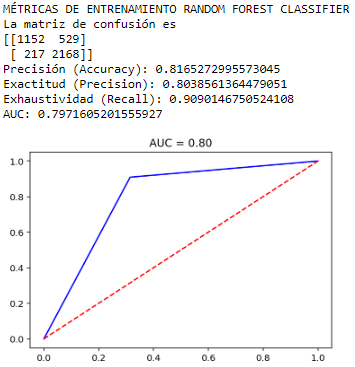 MÉTRICAS DE ENTRENAMIENTO RANDOM FOREST CLASSIFIER
La matriz de confusión es
[[1152  529]
 [ 217 2168]]
Precisión (Accuracy): 0.8165272995573045
Exactitud (Precision): 0.8038561364479051
Exhaustividad (Recall): 0.9090146750524108
AUC: 0.7971605201555927
AUC = 0.80
1.0
0.8
0.6
0.4
0.2
0.0
0.0 0.2 0.4 0.6 0.8 1.0